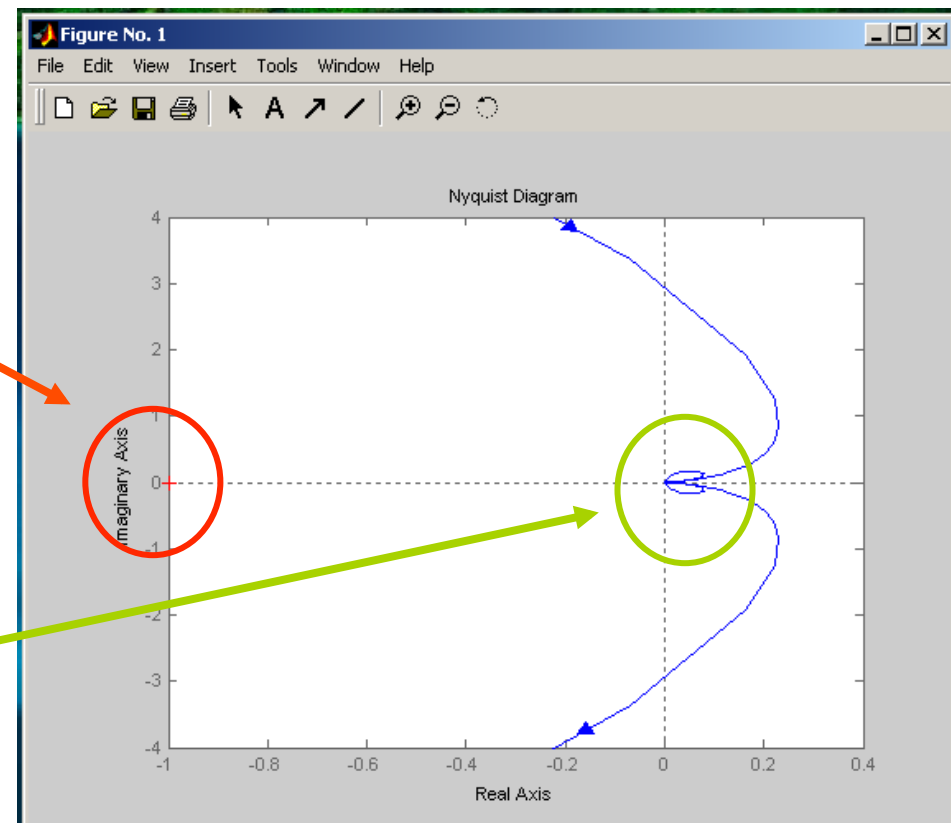 Figure No. 1
File Edit View Insert Tools Window Help
A
Nyquist Diagram
4
3
2
1
0
-1
-2
-3
-4
Imaginary Axis
-1 -0.8 -0.6 -0.4 -0.2 0 0.2 0.4
Real Axis